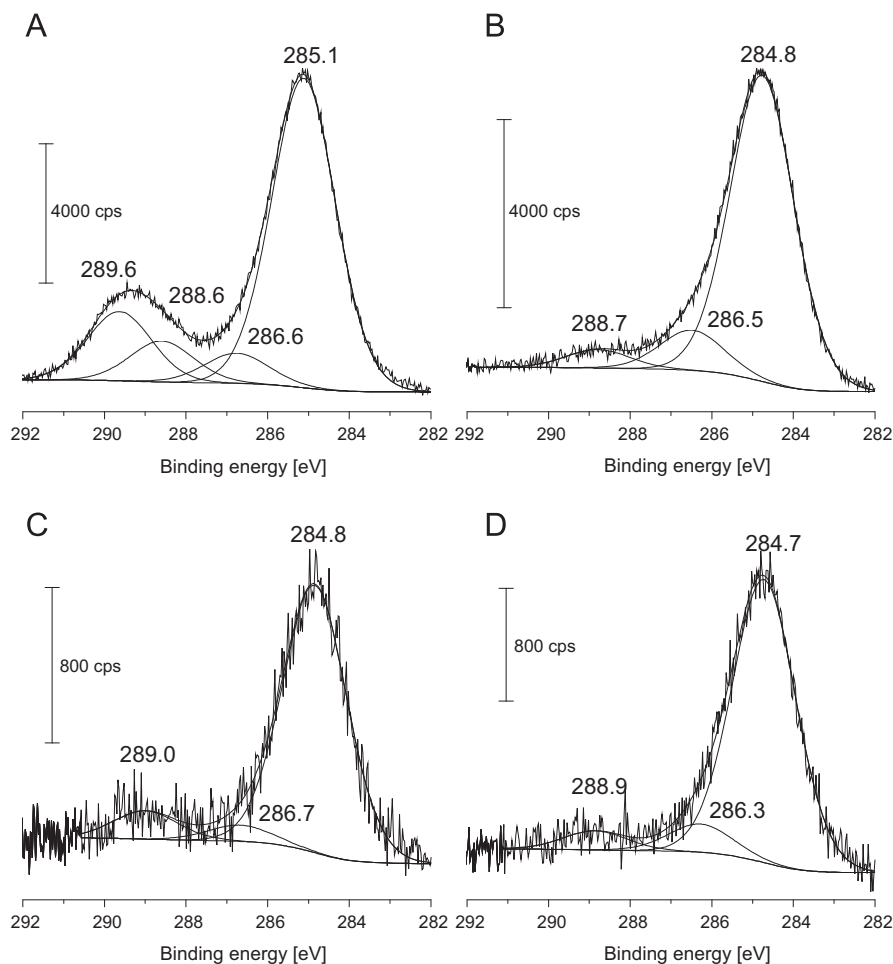 A
285.1
4000 cps
289.6
288.6
286.6
292 290 288 286 284 282
Binding energy [eV]
B
284.8
4000 cps
288.7
286.5
292 290 288 286 284 282
Binding energy [eV]
C
284.8
800 cps
289.0
286.7
292 290 288 286 284 282
Binding energy [eV]
D
284.7
800 cps
288.9
286.3
292 290 288 286 284 282
Binding energy [eV]